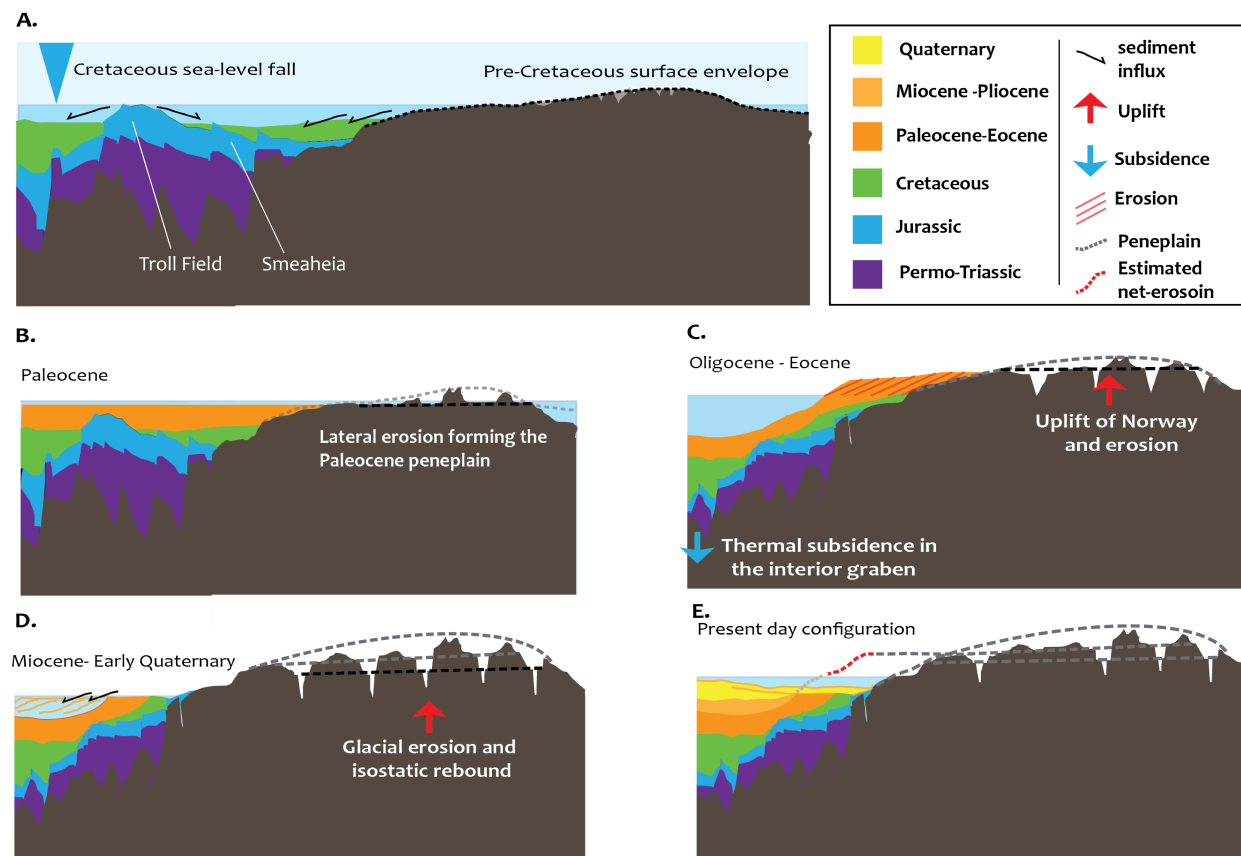 A.
Cretaceous sea-level fall
Pre-Cretaceous surface envelope
Troll Field
Smeaheia
Quaternary
Miocene -Pliocene
Paleocene-Eocene
Cretaceous
Jurassic
Permo-Triassic
sediment
influx
Uplift
Subsidence
Erosion
Peneplain
Estimated
net-erosoin
B.
Paleocene
Lateral erosion forming the
Paleocene peneplain
C.
Oligocene - Eocene
Uplift of Norway
and erosion
Thermal subsidence in
the interior graben
D.
Miocene- Early Quaternary
Glacial erosion and
isostatic rebound
E.
Present day configuration